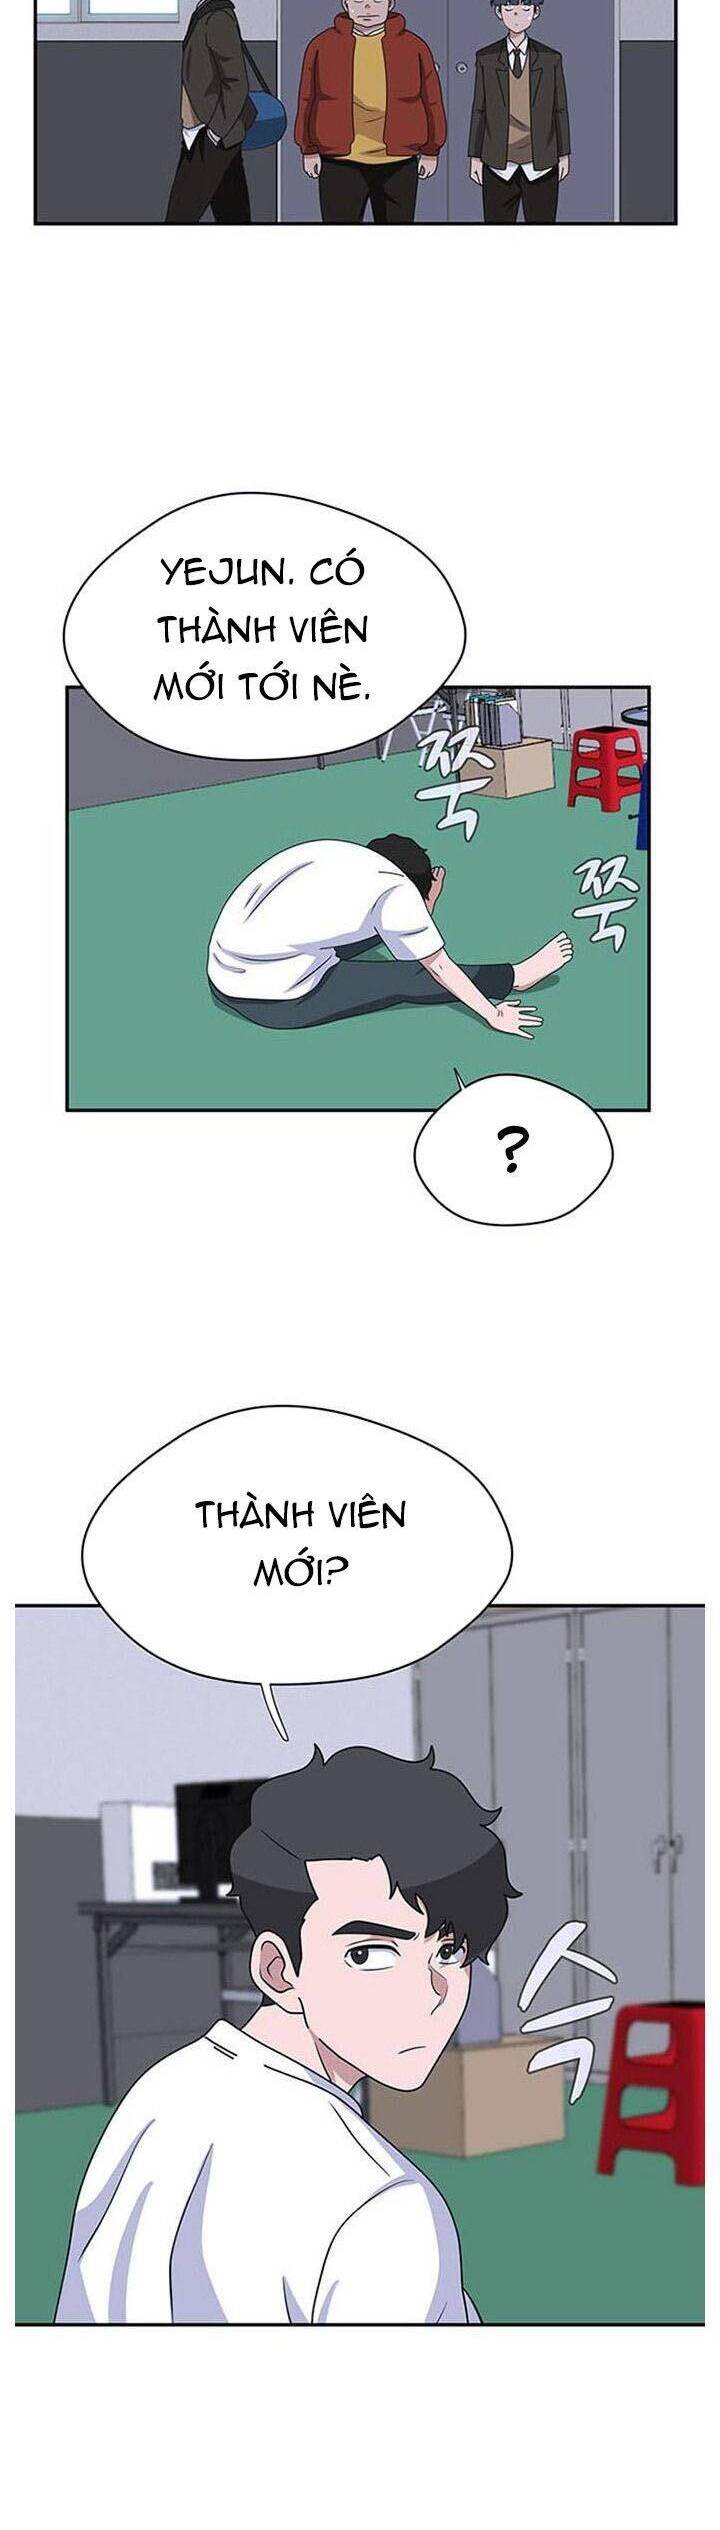 YEJUN. CÓ
THÀNH VIÊN
MỚI TỚI NÈ.
쭈욱
쭈욱
?
THÀNH VIÊN
MỚI?
스윽